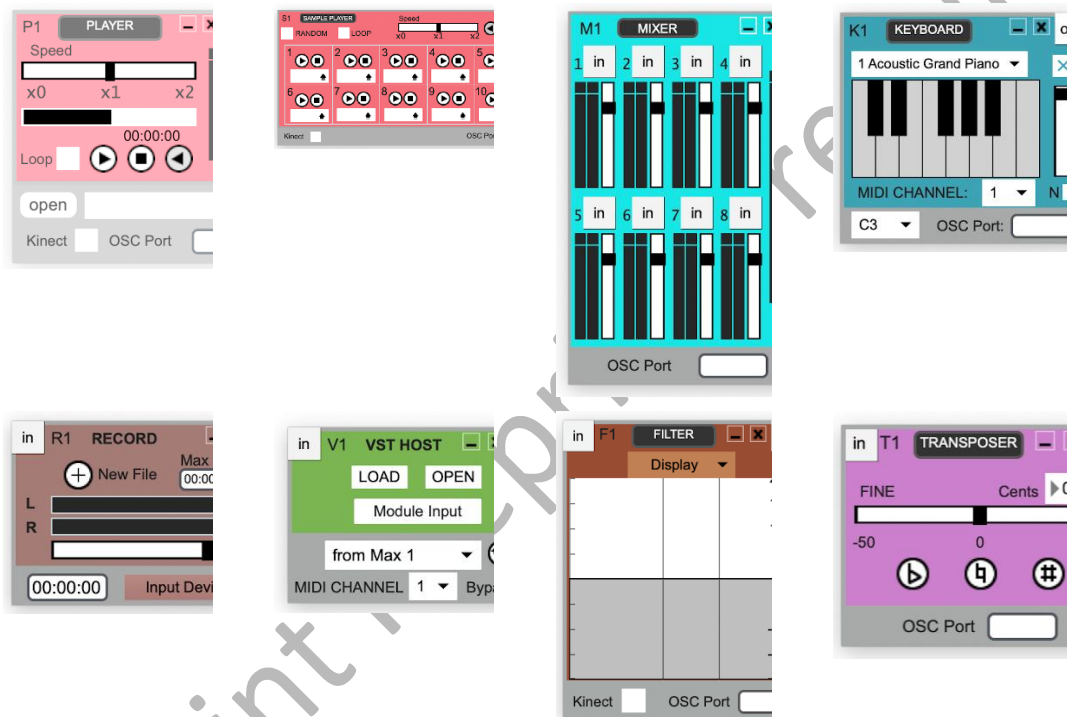 P1 PLAYER
Speed
x0 x1 x2
00:00:00
Loop
open
Kinect OSC Port
S1 SAMPLE PLAYER Speed
RANDOM LOOP x0 x1 x2
1 2 3 4 5
6 7 8 9 10
Kinect OSC Po
M1 MIXER
1 in 2 in 3 in 4 in
5 in 6 in 7 in 8 in
OSC Port
K1 KEYBOARD
1 Acoustic Grand Piano
MIDI CHANNEL: 1 N
C3 OSC Port:
in R1 RECORD
New File Max
00:00
L
R
00:00:00 Input Devi
in V1 VST HOST
LOAD OPEN
Module Input
from Max 1
MIDI CHANNEL 1 Bypa
in F1 FILTER
Display
Kinect OSC Port
in T1 TRANSPOSER
FINE Cents
-50 0
OSC Port